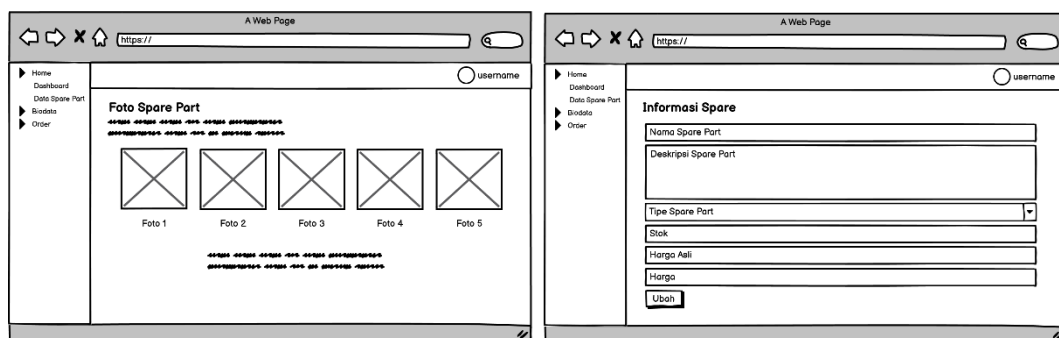 A Web Page
https://
Home
Dashboard
Data Spare Part
Biodata
Order
username
Foto Spare Part
Foto 1
Foto 2
Foto 3
Foto 4
Foto 5
A Web Page
https://
Home
Dashboard
Data Spare Part
Biodata
Order
username
Informasi Spare
Nama Spare Part
Deskripsi Spare Part
Tipe Spare Part
Stok
Harga Asli
Harga
Ubah